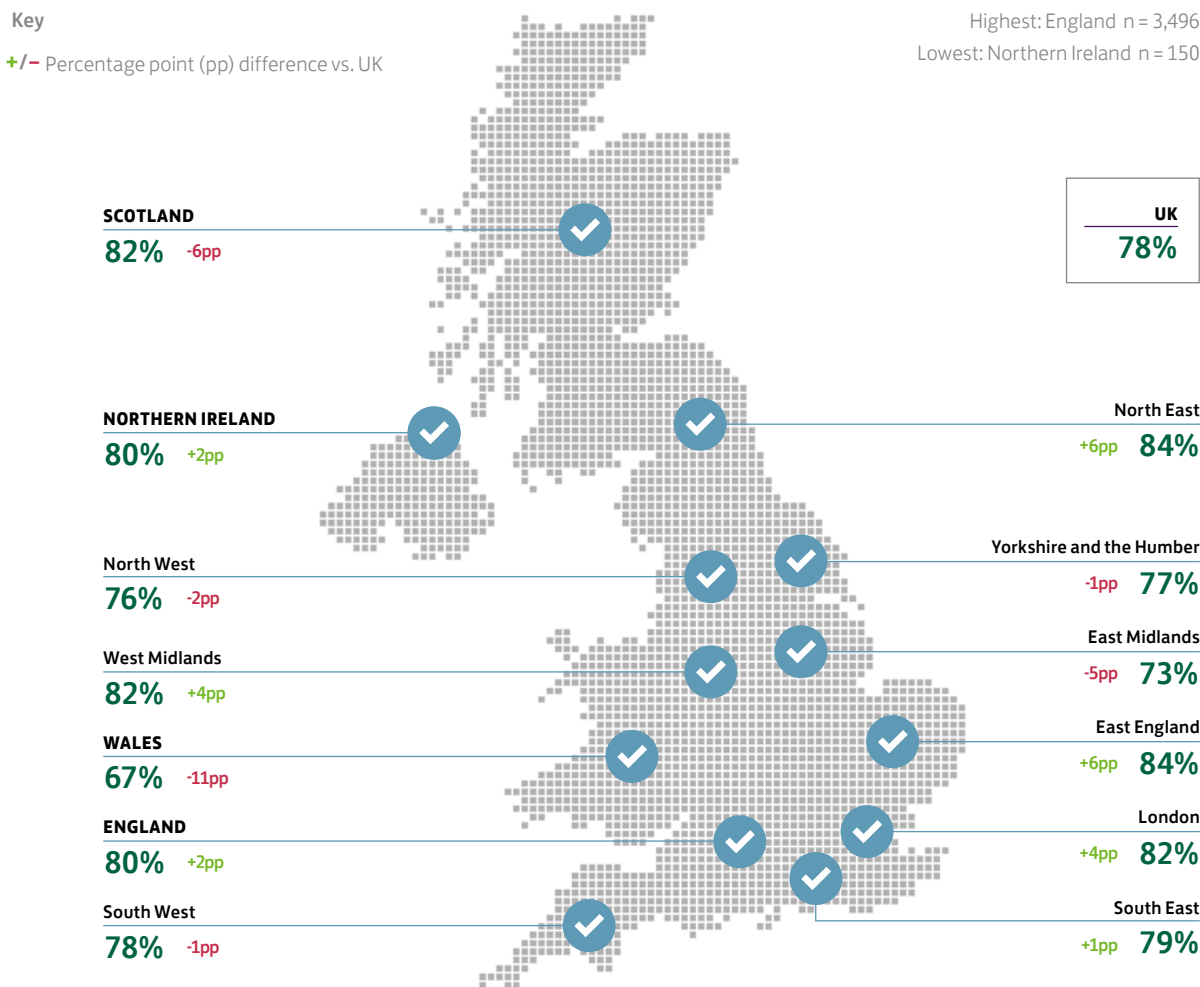 Key
+/– Percentage point (pp) difference vs. UK
Highest: England n = 3,496
Lowest: Northern Ireland n = 150
UK
78%
SCOTLAND
82% -6pp
NORTHERN IRELAND
80% +2pp
North West
76% -2pp
West Midlands
82% +4pp
WALES
67% -11pp
ENGLAND
80% +2pp
South West
78% -1pp
North East
+6pp 84%
Yorkshire and the Humber
-1pp 77%
East Midlands
-5pp 73%
East England
+6pp 84%
London
+4pp 82%
South East
+1pp 79%